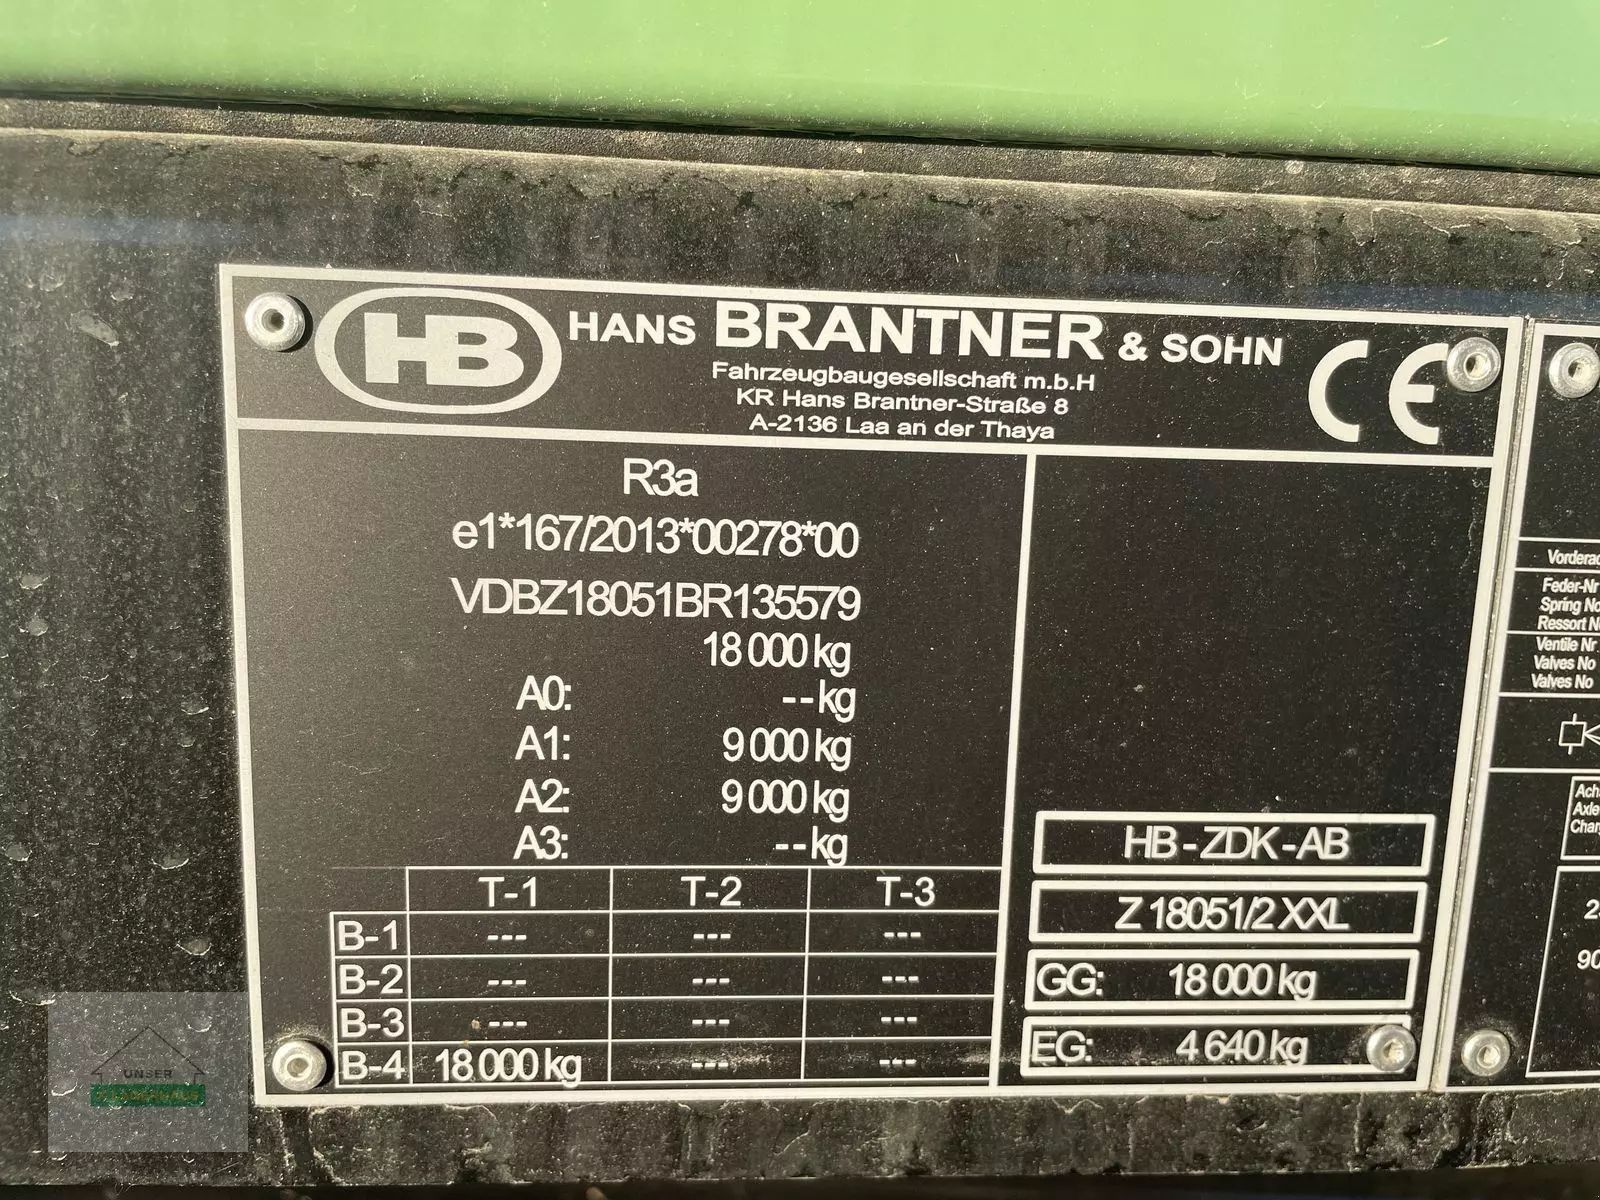 HB HANS BRANTNER & SOHN
Fahrzeugbaugesellschaft m.b.H
KR Hans Brantner-Straße 8
A-2136 Laa an der Thaya
CE
R3a
e1*167/2013*00278*00
VDBZ18051BR135579
18 000 kg
A0: -- kg
A1: 9 000 kg
A2: 9 000 kg
A3: -- kg
T-1 T-2 T-3
B-1 --- --- ---
B-2 --- --- ---
B-3 --- --- ---
B-4 18 000 kg --- ---
HB - ZDK - AB
Z 18051/2 XXL
GG: 18 000 kg
EG: 4 640 kg
Feder-Nr
Spring No
Ressort No
Ventile Nr
Valves No
Valves No
UNSER